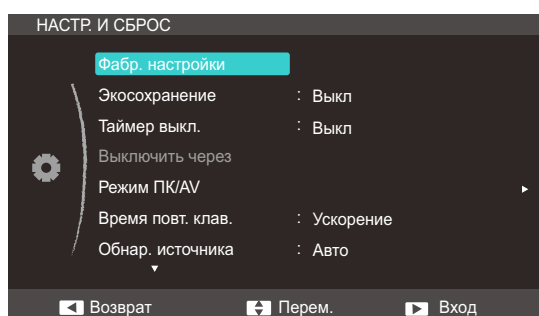 НАСТР. И СБРОС
Фабр. настройки
Экосохранение : Выкл
Таймер выкл. : Выкл
Выключить через
Режим ПК/AV
Время повт. клав. : Ускорение
Обнар. источника : Авто
Возврат Перем. Вход